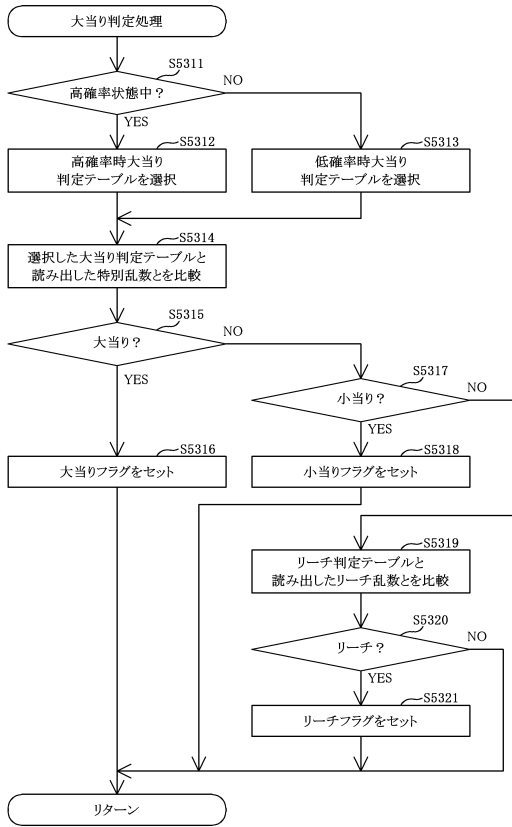 大当り判定処理
S5311
高確率状態中？
NO
YES
S5312
高確率時大当り
判定テーブルを選択
S5313
低確率時大当り
判定テーブルを選択
S5314
選択した大当り判定テーブルと
読み出した特別乱数とを比較
S5315
大当り？
NO
YES
S5317
小当り？
NO
YES
S5316
大当りフラグをセット
S5318
小当りフラグをセット
S5319
リーチ判定テーブルと
読み出したリーチ乱数とを比較
S5320
リーチ？
NO
YES
S5321
リーチフラグをセット
リターン